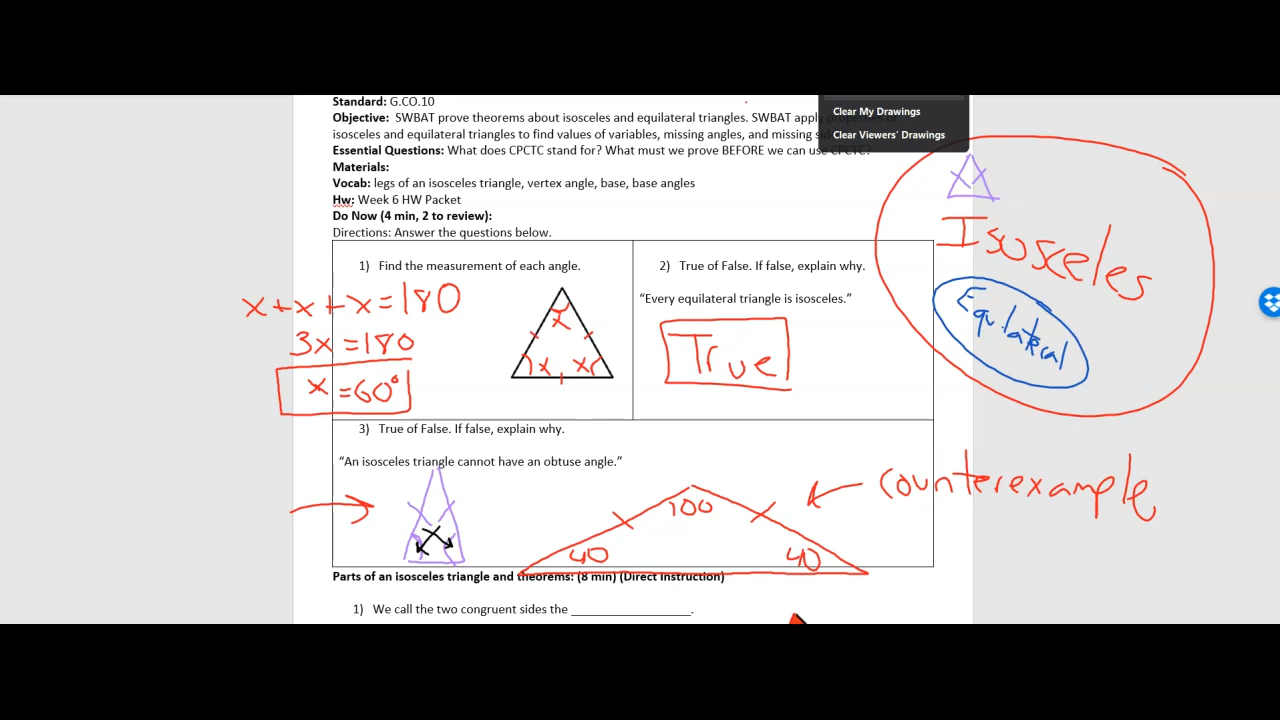 Standard: G.CO.10
Clear My Drawings
Objective: SWBAT prove theorems about isosceles and equilateral triangles. SWBAT apply
Clear Viewers' Drawings
isosceles and equilateral triangles to find values of variables, missing angles, and missing
Essential Questions: What does CPCTC stand for? What must we prove BEFORE we can use CPCTC?
Materials:
Vocab: legs of an isosceles triangle, vertex angle, base, base angles
Hw: Week 6 HW Packet
Do Now (4 min, 2 to review):
Directions: Answer the questions below.
Isosceles
Equilateral
1) Find the measurement of each angle.
x+x+x=180
3x=180
x=60°
x
x x
2) True of False. If false, explain why.
“Every equilateral triangle is isosceles.”
True
3) True of False. If false, explain why.
“An isosceles triangle cannot have an obtuse angle.”
counterexample
100
40 40
Parts of an isosceles triangle and theorems: (8 min) (Direct Instruction)
1) We call the two congruent sides the ____________________.